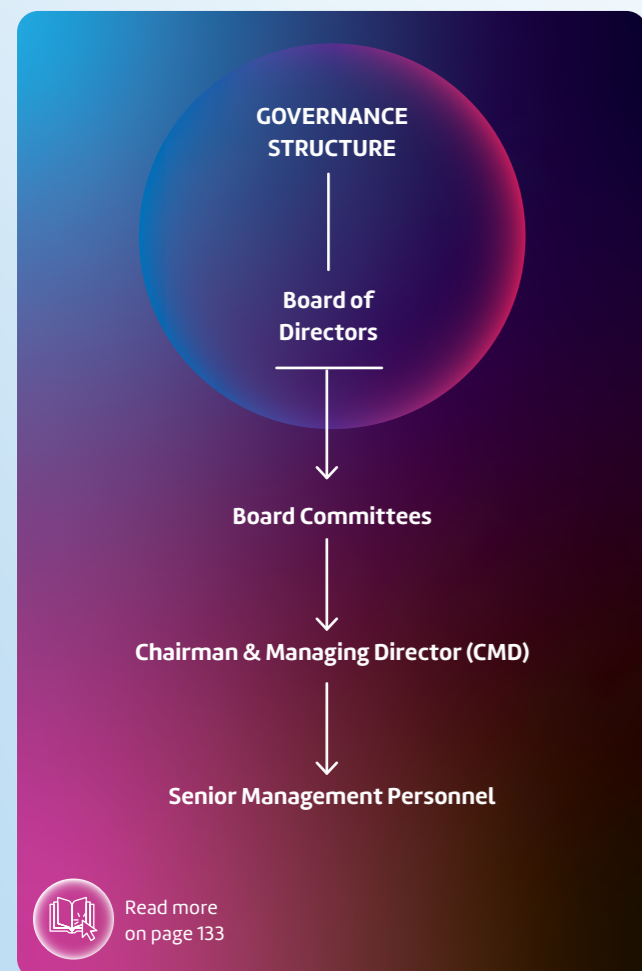 GOVERNANCE
STRUCTURE
Board of
Directors
Board Committees
Chairman & Managing Director (CMD)
Senior Management Personnel
Read more
on page 133